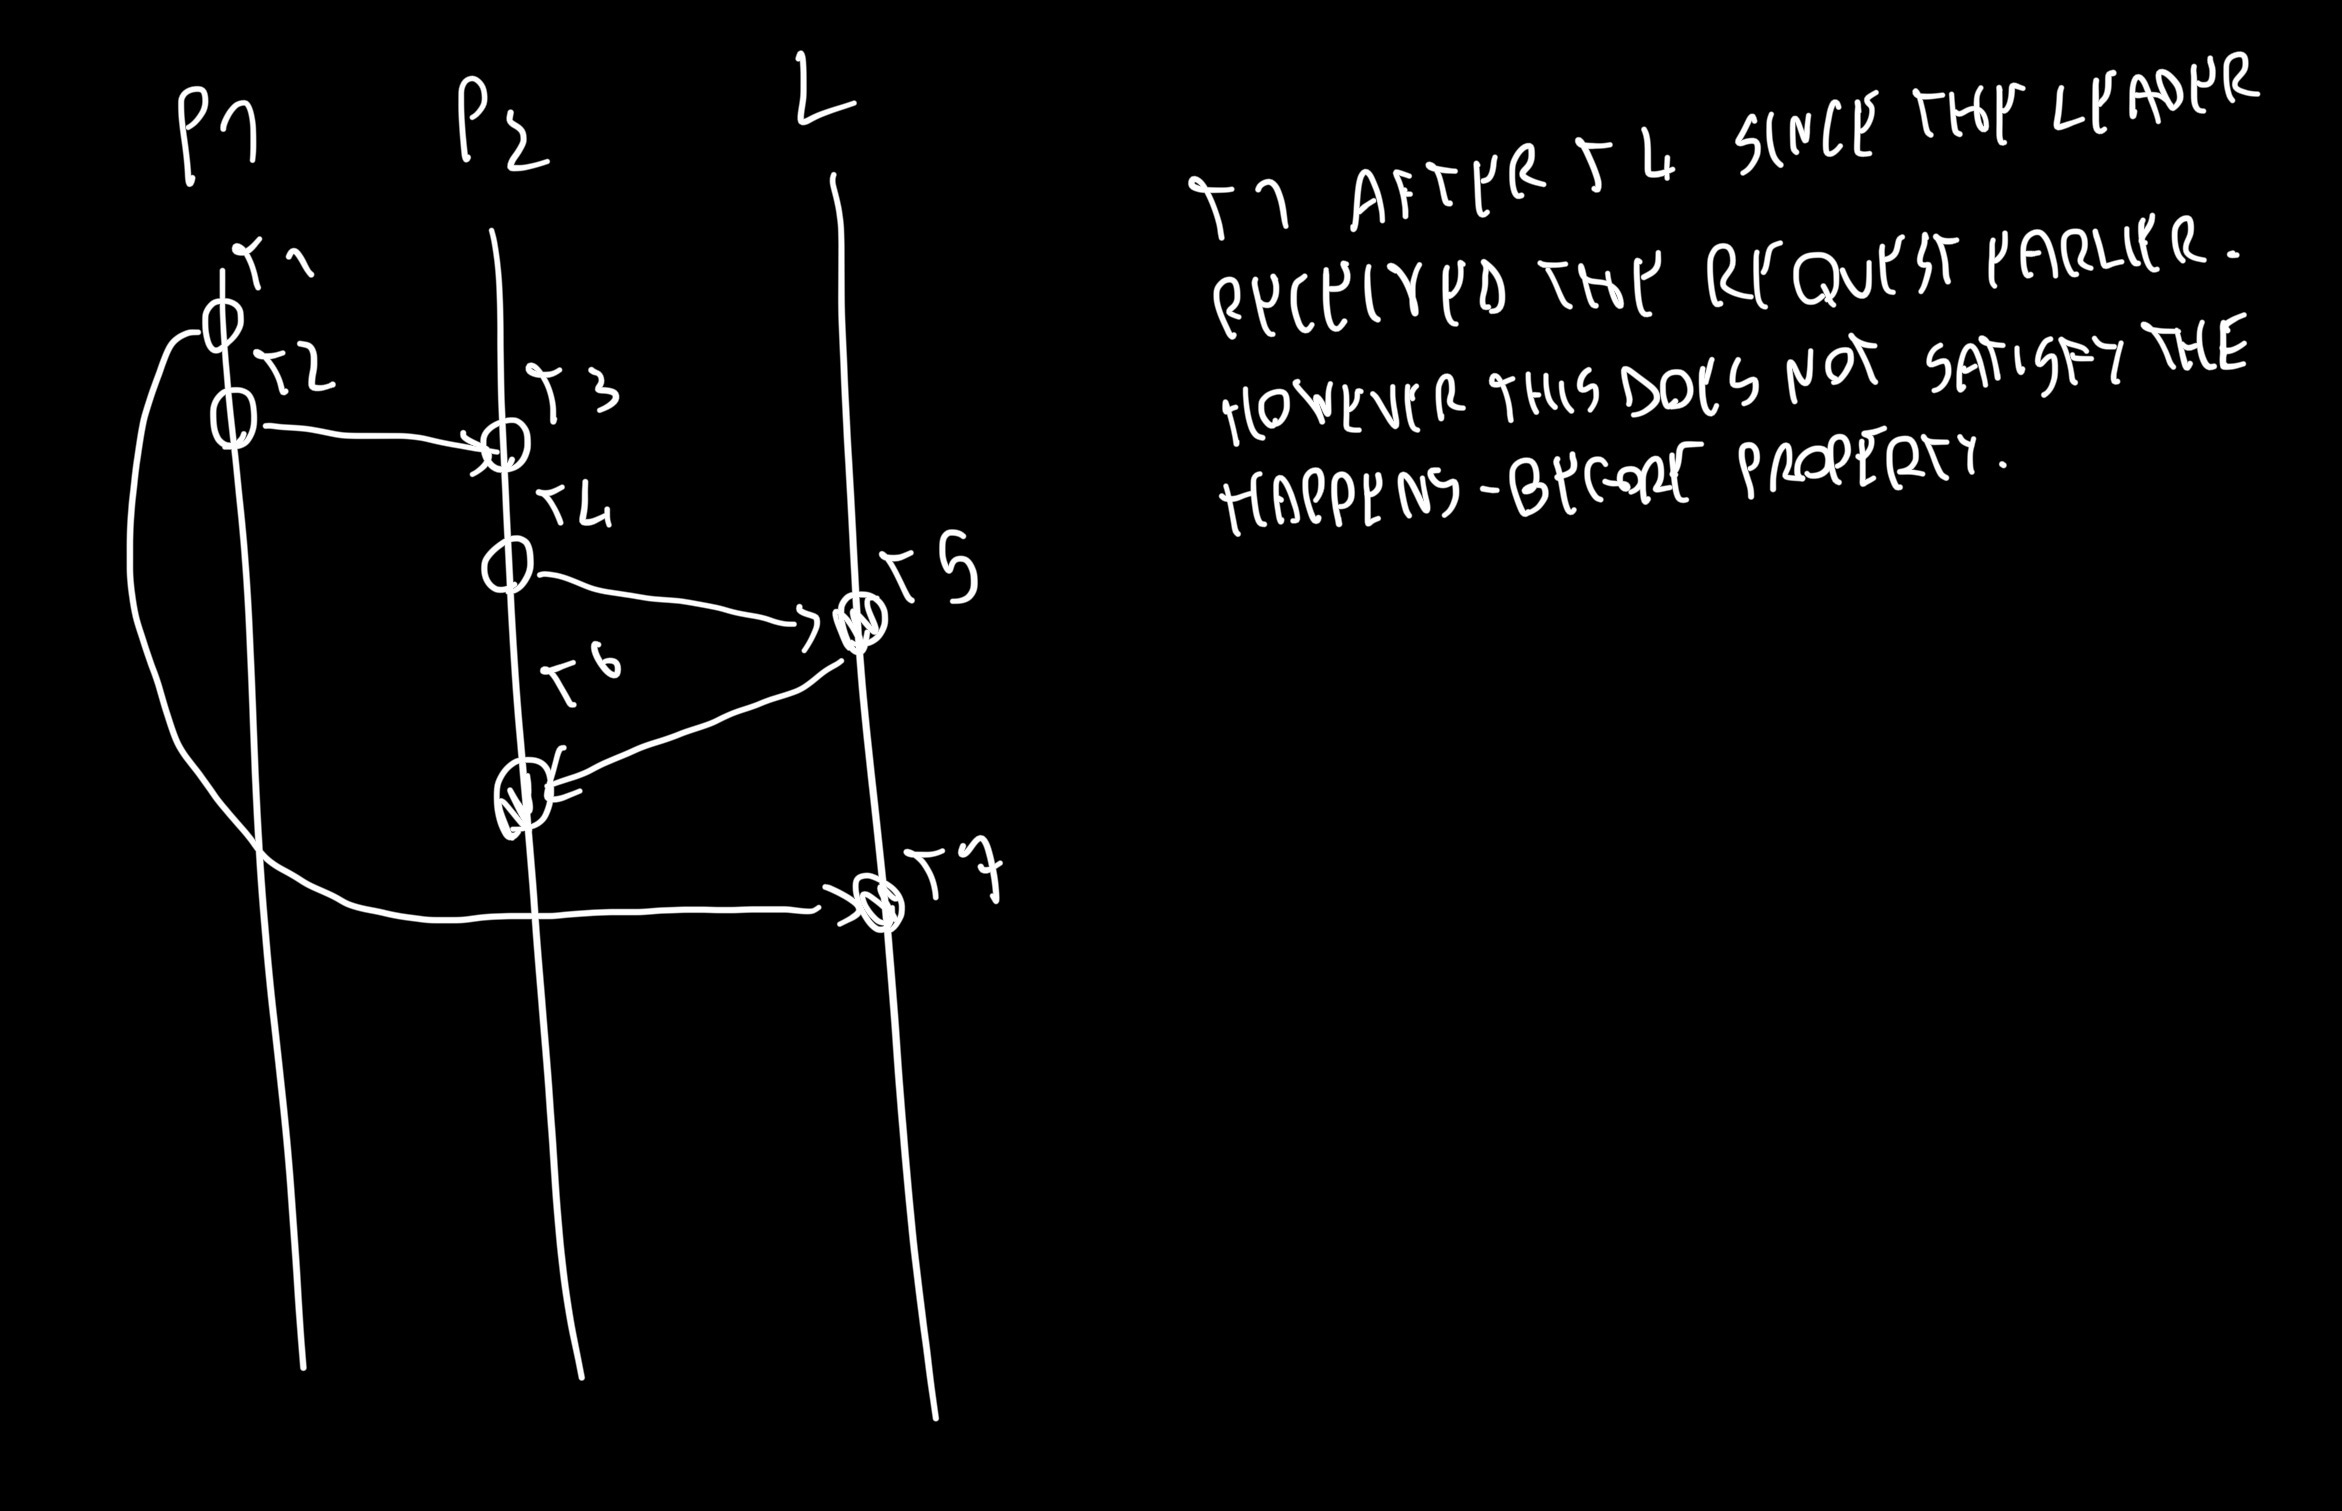 P1 P2 L
T1
T2
T3
T4
T5
T6
T7
T1 AFTER T4 SINCE THE LEADER
RECEIVED THE REQUEST EARLIER.
HOWEVER THIS DOES NOT SATISFY THE
HAPPENS-BEFORE PROPERTY.